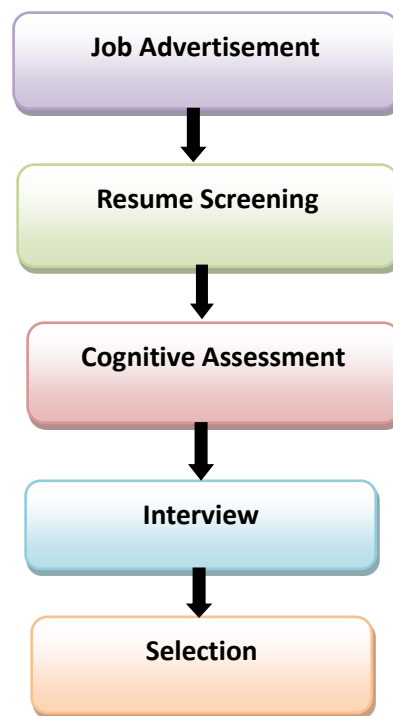 Job Advertisement
Resume Screening
Cognitive Assessment
Interview
Selection